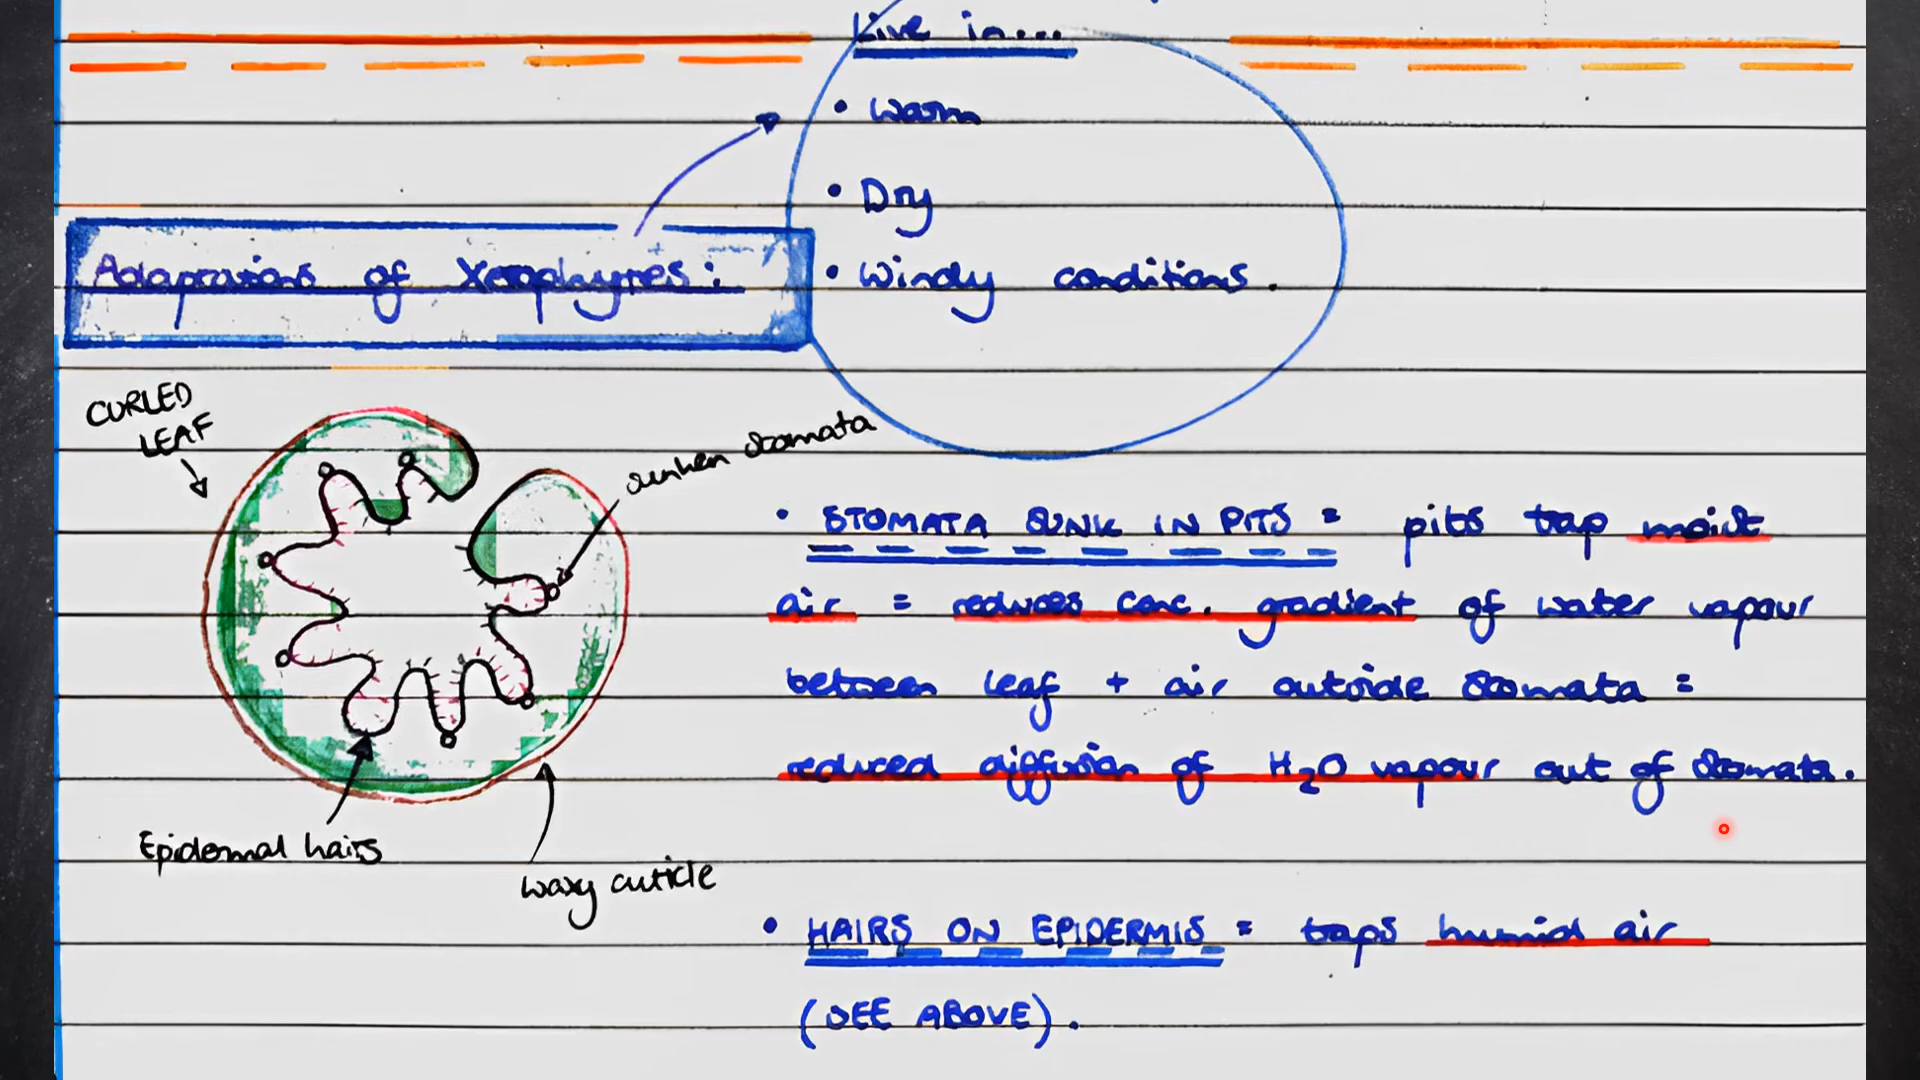 Live in...
• Warm
• Dry
• Windy conditions.
Adaptations of Xerophytes:
CURLED
LEAF
sunken stomata
Epidermal hairs
waxy cuticle
• STOMATA SUNK IN PITS = pits trap moist
air = reduces conc. gradient of water vapour
between leaf + air outside stomata =
reduced diffusion of H₂O vapour out of stomata.
• HAIRS ON EPIDERMIS = traps humid air
(SEE ABOVE).